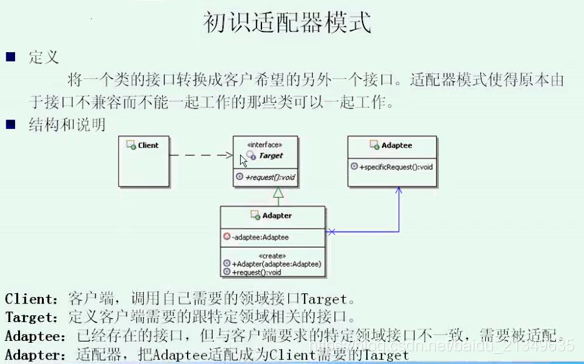 初识适配器模式
定义
将一个类的接口转换成客户希望的另外一个接口。适配器模式使得原本由
于接口不兼容而不能一起工作的那些类可以一起工作。
结构和说明
Client
«interface»
Target
+request():void
Adaptee
+specificRequest():void
Adapter
-adaptee:Adaptee
«create»
+Adapter(adaptee:Adaptee)
+request():void
Client: 客户端，调用自己需要的领域接口Target。
Target: 定义客户端需要的跟特定领域相关的接口。
Adaptee: 已经存在的接口，但与客户端要求的特定领域接口不一致，需要被适配。
Adapter: 适配器，把Adaptee适配成为Client需要的Target